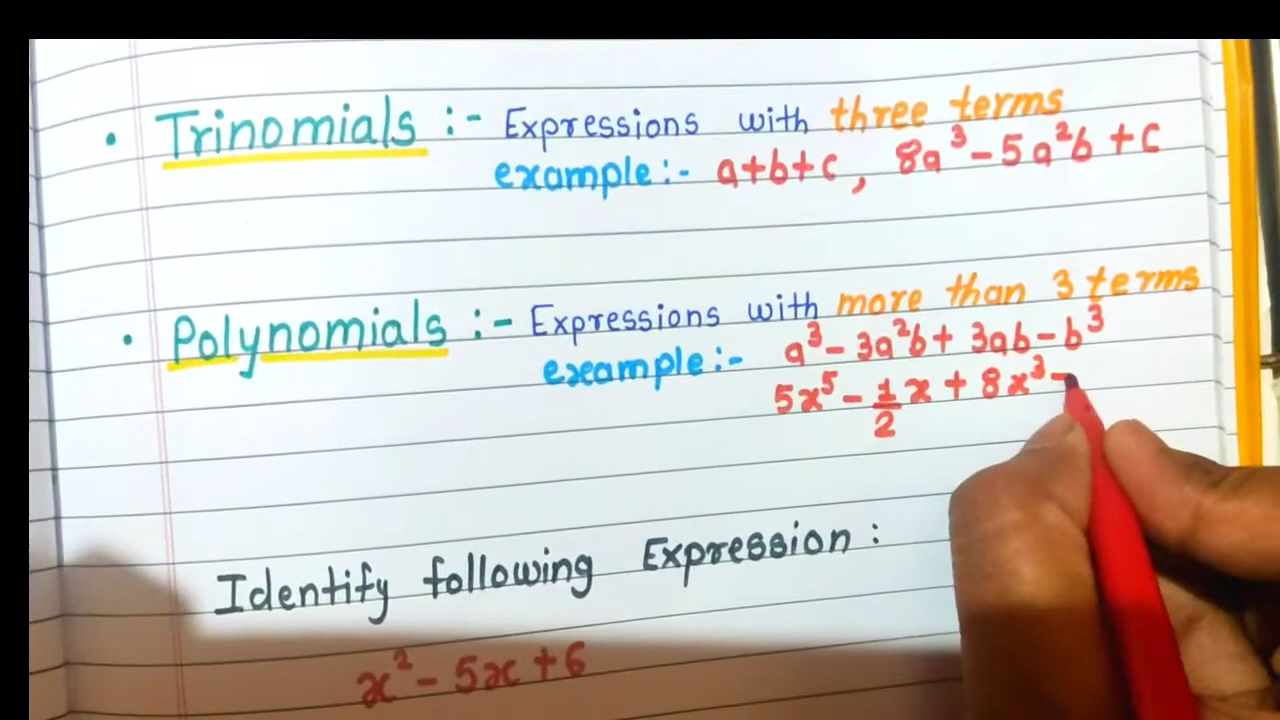 • Trinomials :- Expressions with three terms
example:- a+b+c, 8a³-5a²b+c
• Polynomials :- Expressions with more than 3 terms
example:- a³-3a²b+3ab-b³
5x⁵-1/2x+8x³-
Identify following Expression:
x²-5x+6